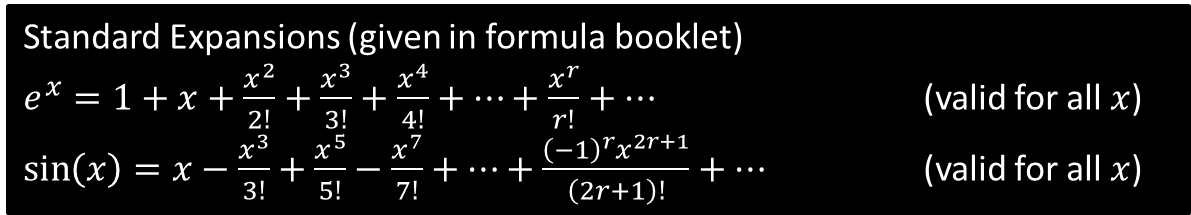 Standard Expansions (given in formula booklet)
e^x = 1 + x + x^2/2! + x^3/3! + x^4/4! + ⋯ + x^r/r! + ⋯ (valid for all x)
sin(x) = x − x^3/3! + x^5/5! − x^7/7! + ⋯ + (−1)^r x^(2r+1)/(2r+1)! + ⋯ (valid for all x)